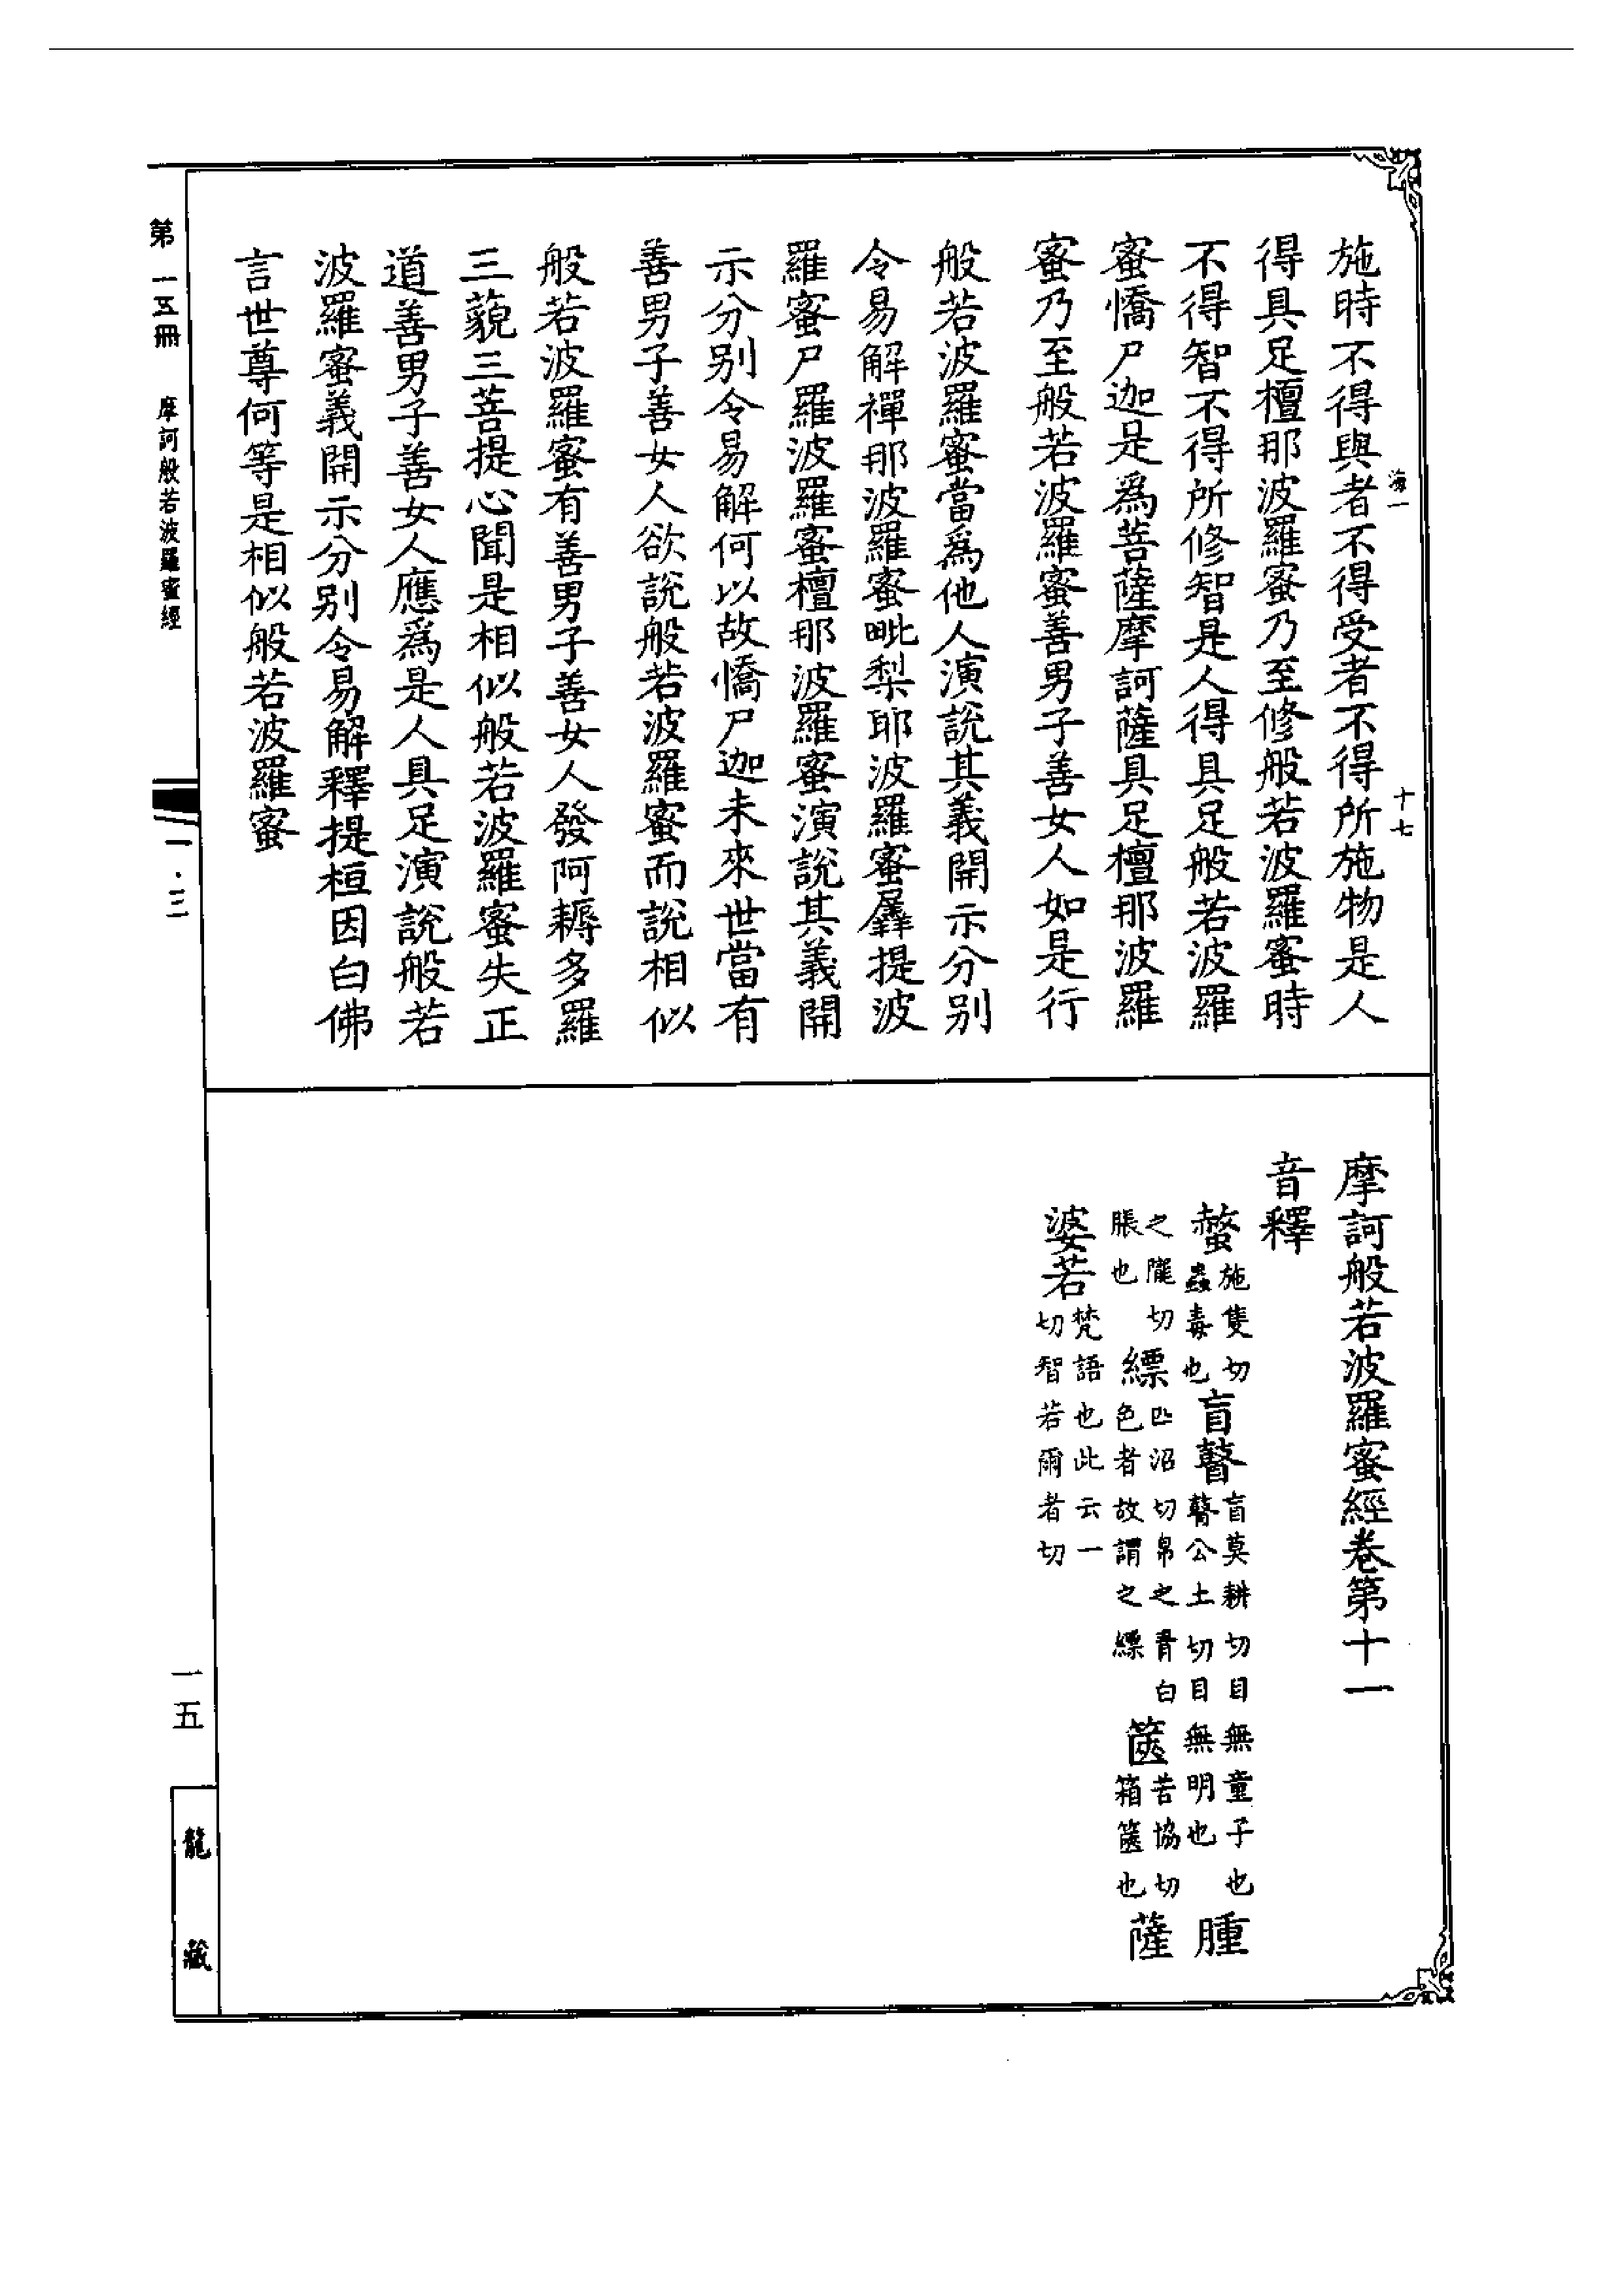 海一
十七
施時不得與者不得受者不得所施物是人
得具足檀那波羅蜜乃至修般若波羅蜜時
不得智不得所修智是人得具足般若波羅
蜜憍尸迦是為菩薩摩訶薩具足檀那波羅
蜜乃至般若波羅蜜善男子善女人如是行
般若波羅蜜當為他人演說其義開示分別
令易解禪那波羅蜜毗梨耶波羅蜜羼提波
羅蜜尸羅波羅蜜檀那波羅蜜演說其義開
示分別令易解何以故憍尸迦未來世當有
善男子善女人欲說般若波羅蜜而說相似
般若波羅蜜有善男子善女人發阿耨多羅
三藐三菩提心聞是相似般若波羅蜜失正
道善男子善女人應為是人具足演說般若
波羅蜜義開示分別令易解釋提桓因白佛
言世尊何等是相似般若波羅蜜
摩訶般若波羅蜜經卷第十一
音釋
螫施隻切蟲毒也盲瞽盲莫耕切目無童子也瞽公土切目無明也腫
之隴切脹也縹匹沼切帛之青白色者故謂之縹篋苦協切箱篋也薩
婆若梵語也此云一切智若爾者切
第一五冊 摩訶般若波羅蜜經
一·三
一五
龍藏